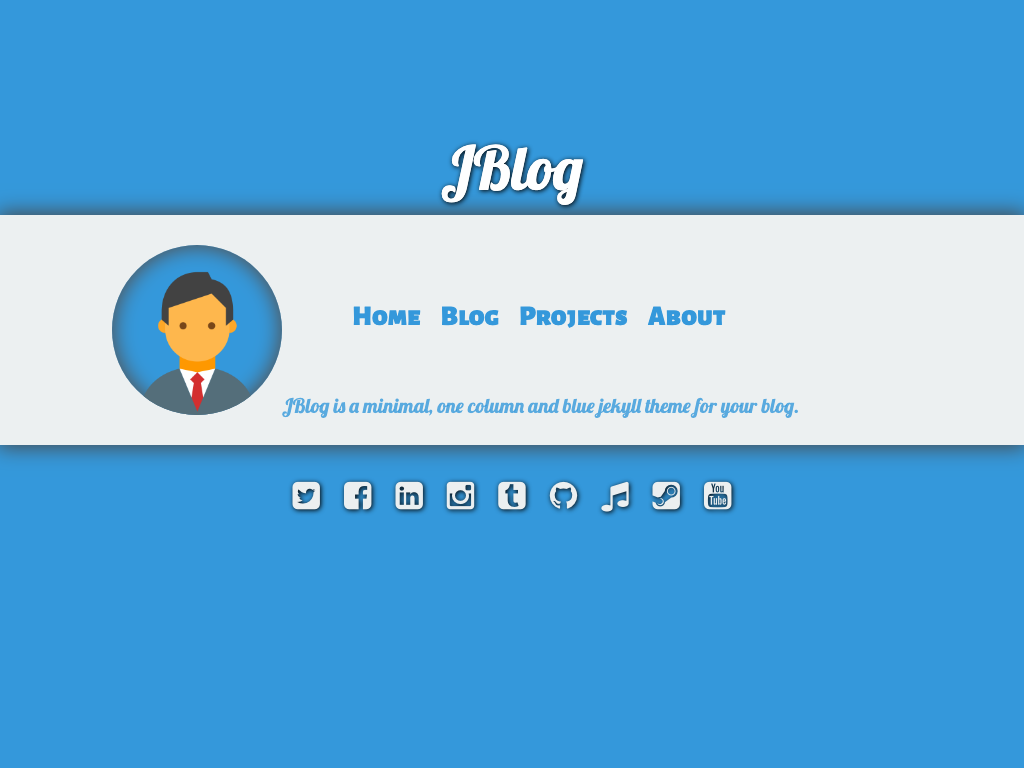 JBlog
Home Blog Projects About
JBlog is a minimal, one column and blue jekyll theme for your blog.
in t You Tube